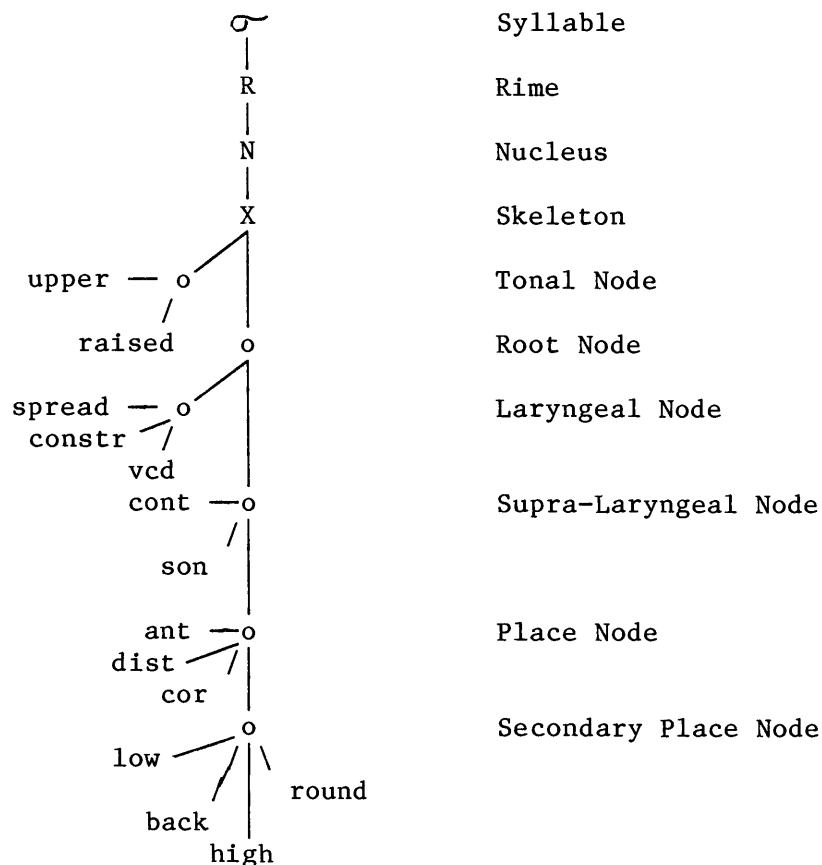 σ Syllable
R Rime
N Nucleus
X Skeleton
upper o Tonal Node
raised o Root Node
spread o Laryngeal Node
constr
vcd
cont o Supra-Laryngeal Node
son
ant o Place Node
dist
cor
o Secondary Place Node
low
round
back
high